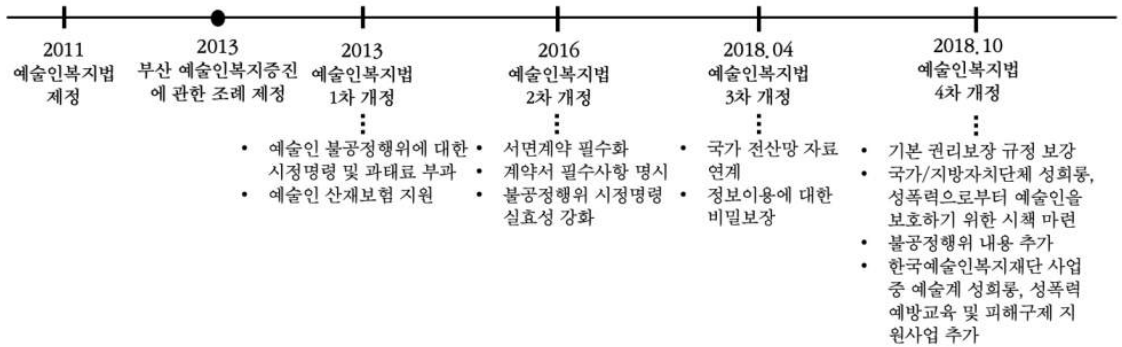 2011
예술인복지법
제정
2013
부산 예술인복지증진
에 관한 조례 제정
2013
예술인복지법
1차 개정
• 예술인 불공정행위에 대한
시정명령 및 과태료 부과
• 예술인 산재보험 지원
2016
예술인복지법
2차 개정
• 서면계약 필수화
• 계약서 필수사항 명시
• 불공정행위 시정명령
실효성 강화
2018.04
예술인복지법
3차 개정
• 국가 전산망 자료
연계
• 정보이용에 대한
비밀보장
2018.10
예술인복지법
4차 개정
• 기본 권리보장 규정 보강
• 국가/지방자치단체 성희롱,
성폭력으로부터 예술인을
보호하기 위한 시책 마련
• 불공정행위 내용 추가
• 한국예술인복지재단 사업
중 예술계 성희롱, 성폭력
예방교육 및 피해구제 지
원사업 추가